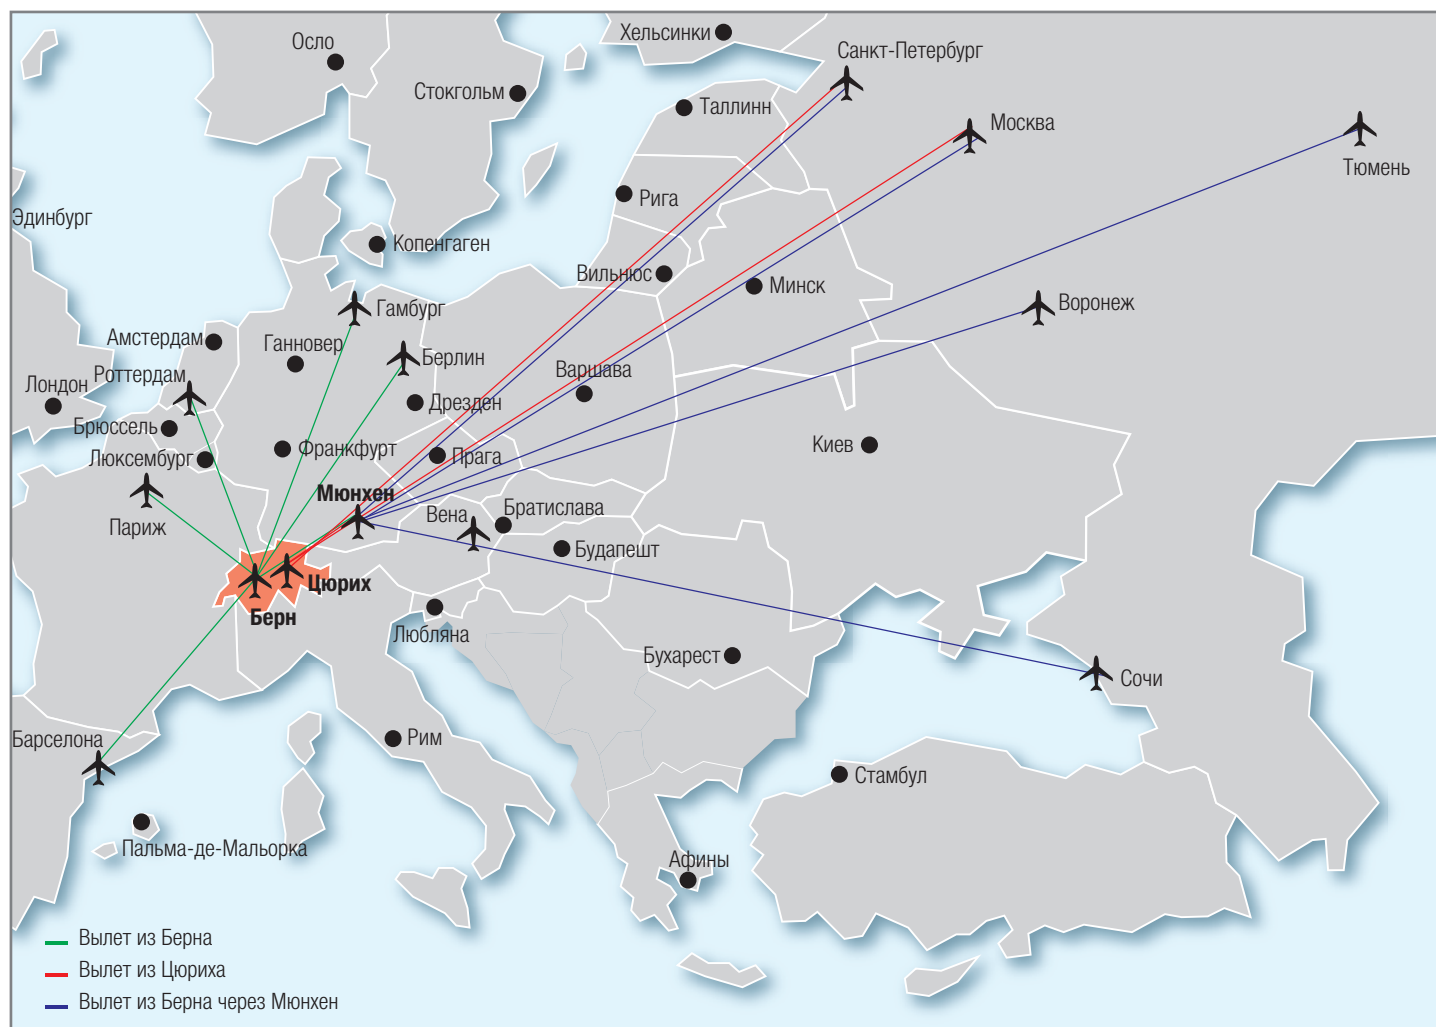 Осло
Хельсинки
Санкт-Петербург
Стокгольм
Таллинн
Москва
Тюмень
Рига
Эдинбург
Копенгаген
Вильнюс
Минск
Гамбург
Воронеж
Амстердам
Ганновер
Берлин
Роттердам
Варшава
Лондон
Дрезден
Брюссель
Киев
Франкфурт
Прага
Люксембург
Мюнхен
Париж
Вена
Братислава
Будапешт
Цюрих
Берн
Любляна
Бухарест
Сочи
Барселона
Рим
Стамбул
Пальма-де-Мальорка
Афины
Вылет из Берна
Вылет из Цюриха
Вылет из Берна через Мюнхен